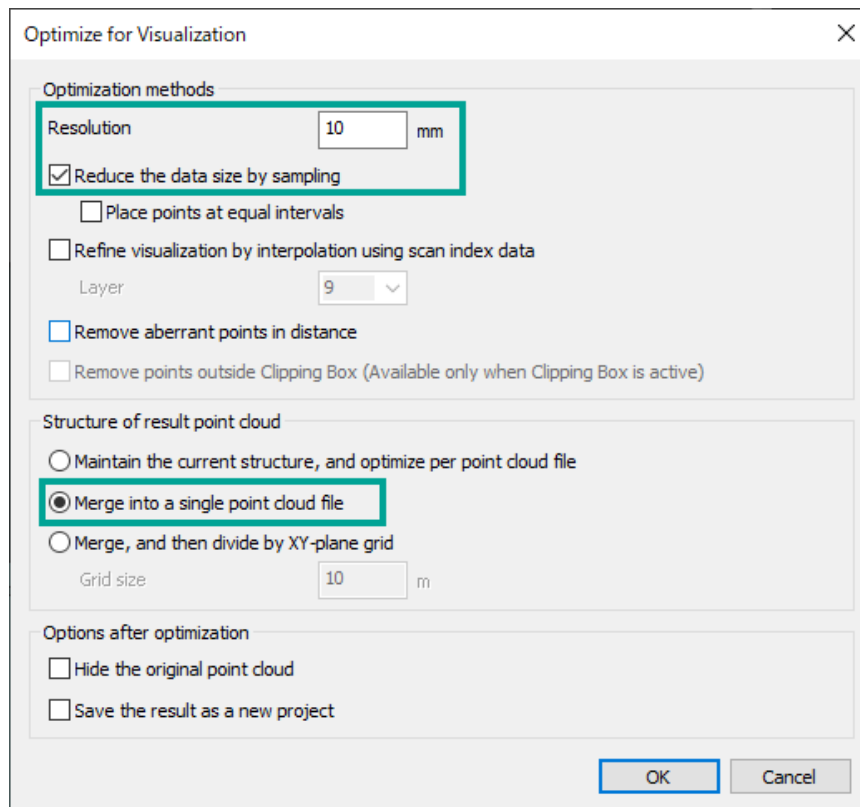 Optimize for Visualization
Optimization methods
Resolution 10 mm
Reduce the data size by sampling
Place points at equal intervals
Refine visualization by interpolation using scan index data
Layer 9
Remove aberrant points in distance
Remove points outside Clipping Box (Available only when Clipping Box is active)
Structure of result point cloud
Maintain the current structure, and optimize per point cloud file
Merge into a single point cloud file
Merge, and then divide by XY-plane grid
Grid size 10 m
Options after optimization
Hide the original point cloud
Save the result as a new project
OK Cancel